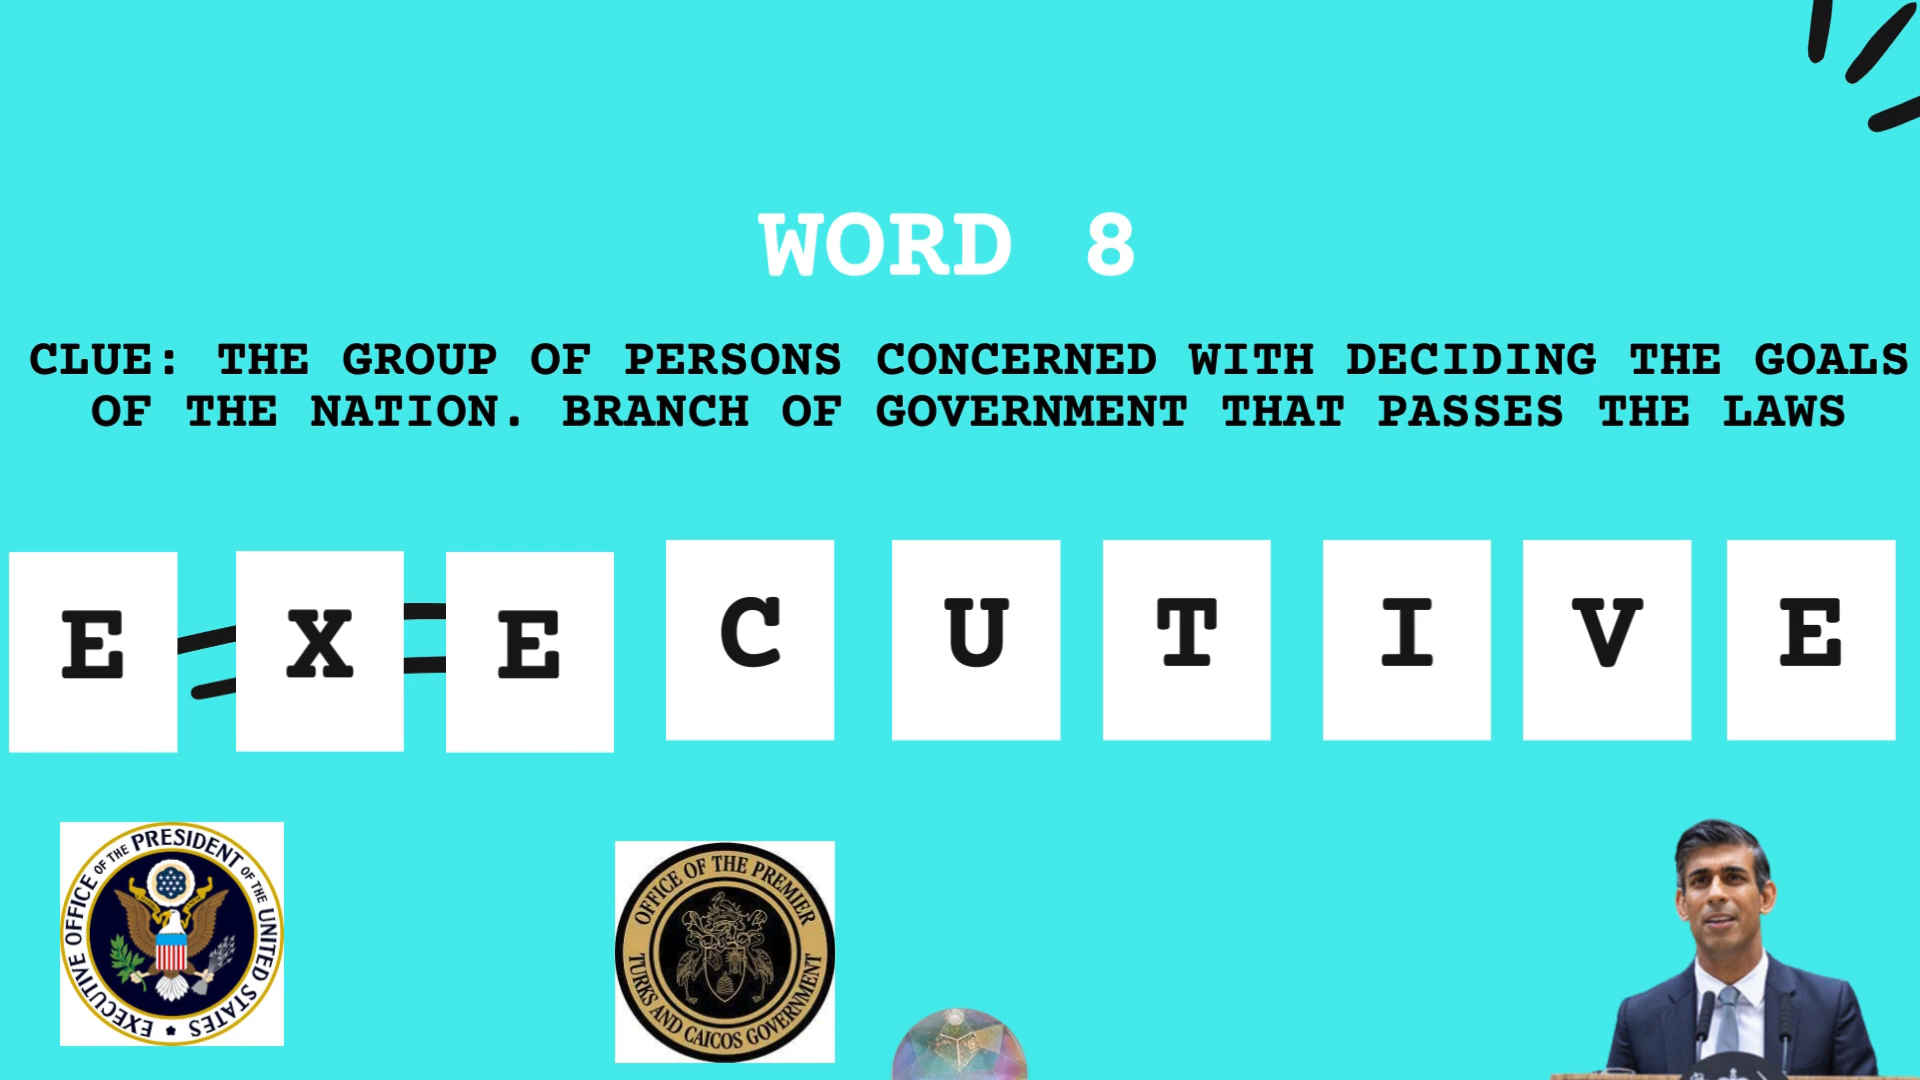 WORD 8
CLUE: THE GROUP OF PERSONS CONCERNED WITH DECIDING THE GOALS
OF THE NATION. BRANCH OF GOVERNMENT THAT PASSES THE LAWS
E X E C U T I V E
EXECUTIVE OFFICE OF THE PRESIDENT OF THE UNITED STATES
OFFICE OF THE PREMIER
TURKS AND CAICOS GOVERNMENT